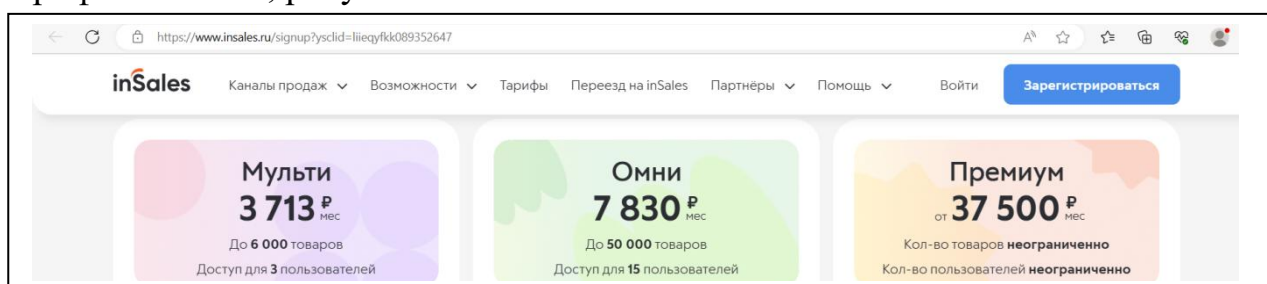 https://www.insales.ru/signup?ysclid=liieqyfkk089352647
inSales Каналы продаж Возможности Тарифы Переезд на inSales Партнёры Помощь Войти Зарегистрироваться
Мульти Омни Премиум
3 713 ₽ мес 7 830 ₽ мес от 37 500 ₽ мес
До 6 000 товаров До 50 000 товаров Кол-во товаров неограниченно
Доступ для 3 пользователей Доступ для 15 пользователей Кол-во пользователей неограниченно